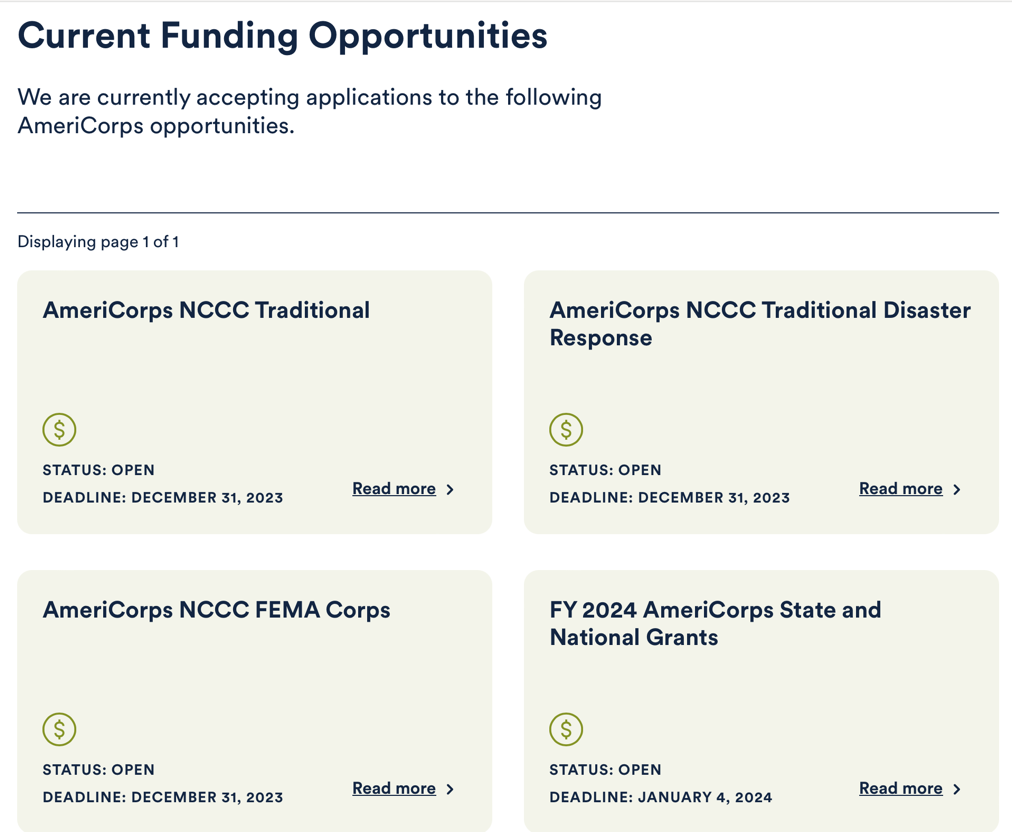 Current Funding Opportunities
We are currently accepting applications to the following
AmeriCorps opportunities.
Displaying page 1 of 1
AmeriCorps NCCC Traditional
$
STATUS: OPEN
DEADLINE: DECEMBER 31, 2023
Read more
AmeriCorps NCCC Traditional Disaster
Response
$
STATUS: OPEN
DEADLINE: DECEMBER 31, 2023
Read more
AmeriCorps NCCC FEMA Corps
$
STATUS: OPEN
DEADLINE: DECEMBER 31, 2023
Read more
FY 2024 AmeriCorps State and
National Grants
$
STATUS: OPEN
DEADLINE: JANUARY 4, 2024
Read more